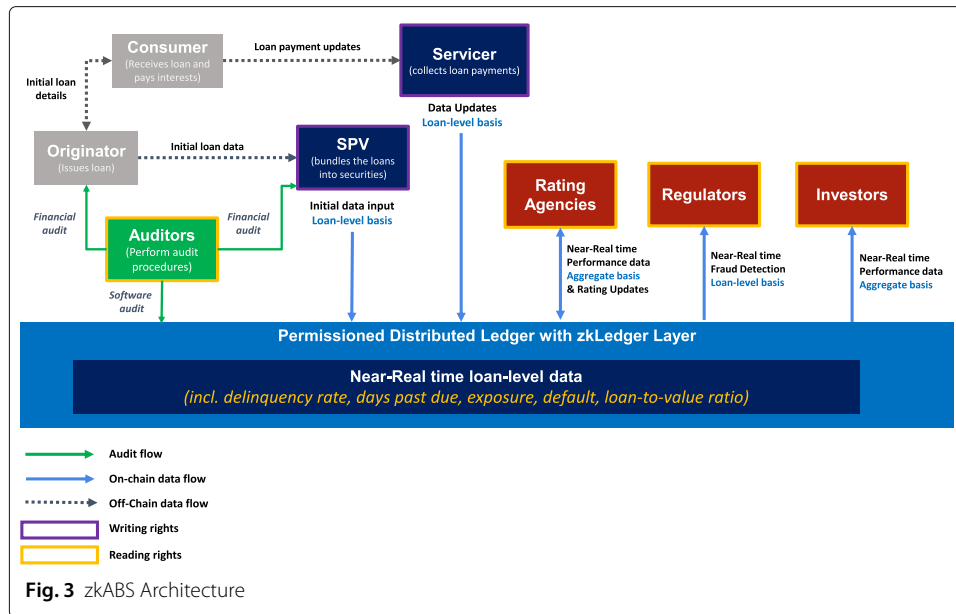 Consumer
(Receives loan and
pays interests)
Loan payment updates
Servicer
(collects loan payments)
Initial loan
details
Data Updates
Loan-level basis
Originator
(Issues loan)
Initial loan data
SPV
(bundles the loans
into securities)
Rating
Agencies
Regulators
Investors
Initial data input
Loan-level basis
Financial
audit
Auditors
(Perform audit
procedures)
Financial
audit
Near-Real time
Performance data
Aggregate basis
& Rating Updates
Near-Real time
Fraud Detection
Loan-level basis
Near-Real time
Performance data
Aggregate basis
Software
audit
Permissioned Distributed Ledger with zkLedger Layer
Near-Real time loan-level data
(incl. delinquency rate, days past due, exposure, default, loan-to-value ratio)
Audit flow
On-chain data flow
Off-Chain data flow
Writing rights
Reading rights
Fig. 3 zkABS Architecture